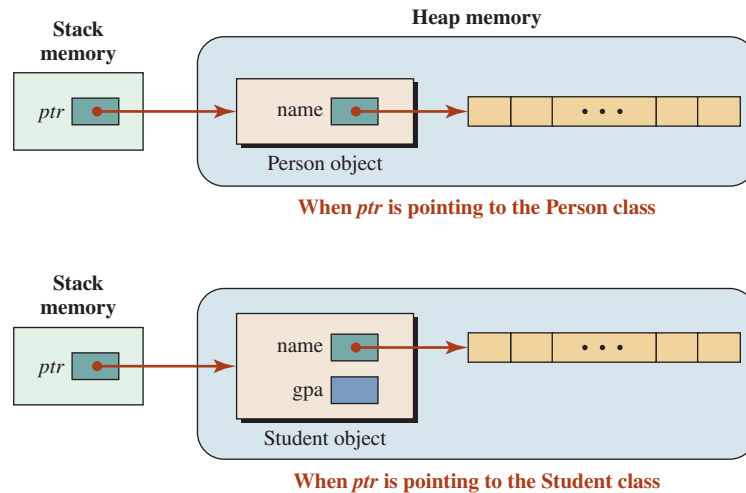 Heap memory
Stack
memory
ptr
name
Person object
When ptr is pointing to the Person class
Stack
memory
ptr
name
gpa
Student object
When ptr is pointing to the Student class